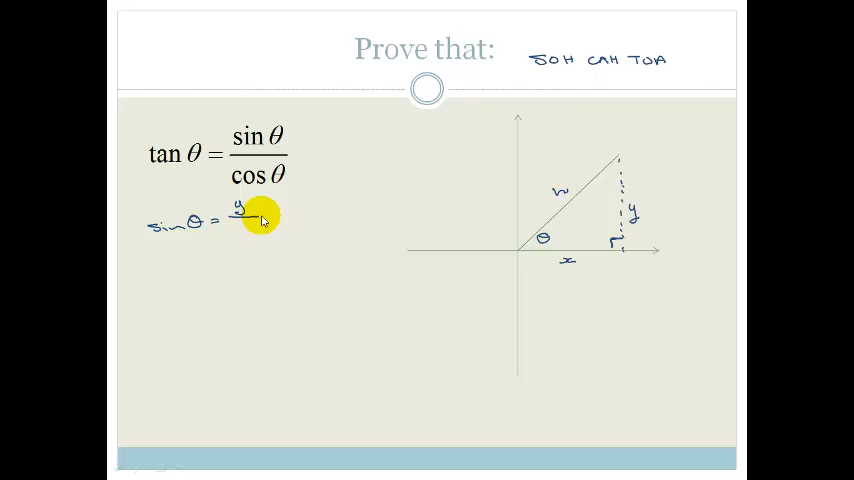 Prove that:
SOH CAH TOA
tan θ = sin θ / cos θ
sin θ = y
y
θ
x